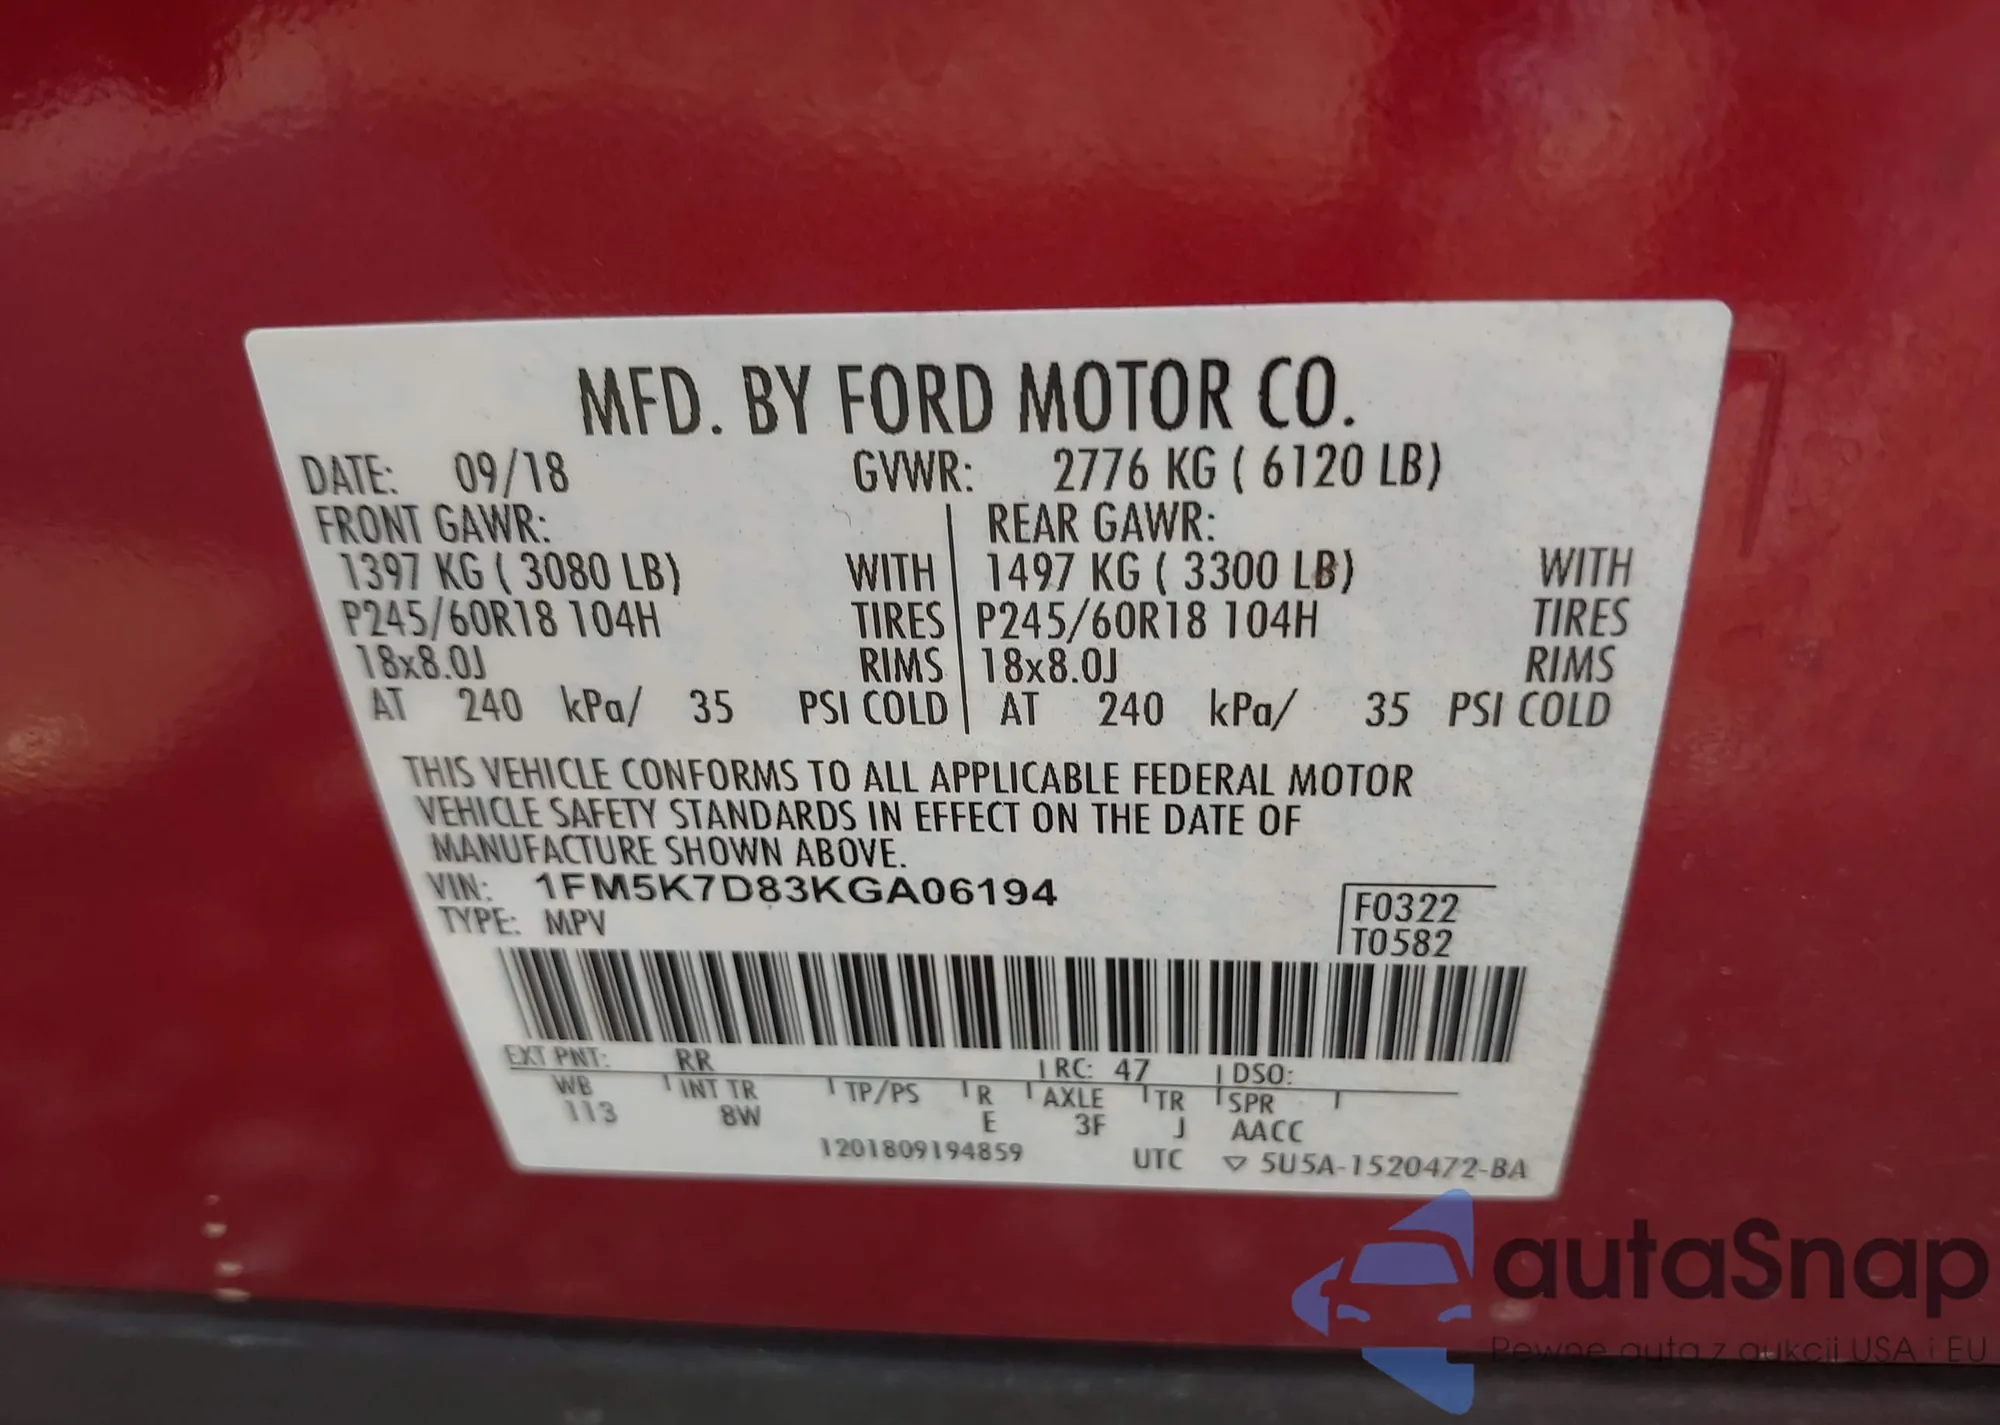 MFD. BY FORD MOTOR CO.
DATE: 09/18 GVWR: 2776 KG ( 6120 LB)
FRONT GAWR: REAR GAWR:
1397 KG ( 3080 LB) WITH 1497 KG ( 3300 LB) WITH
P245/60R18 104H TIRES P245/60R18 104H TIRES
18x8.0J RIMS 18x8.0J RIMS
AT 240 kPa/ 35 PSI COLD AT 240 kPa/ 35 PSI COLD
THIS VEHICLE CONFORMS TO ALL APPLICABLE FEDERAL MOTOR
VEHICLE SAFETY STANDARDS IN EFFECT ON THE DATE OF
MANUFACTURE SHOWN ABOVE.
VIN: 1FM5K7D83KGA06194 F0322
TYPE: MPV T0582
EXT PNT: RR RC: 47 DSO:
WB INT TR TP/PS R AXLE TR SPR
113 8W E 3F J AACC
1201809194859 UTC ▽ 5U5A-1520472-BA
autaSnap
Pewne auta z aukcji USA i EU